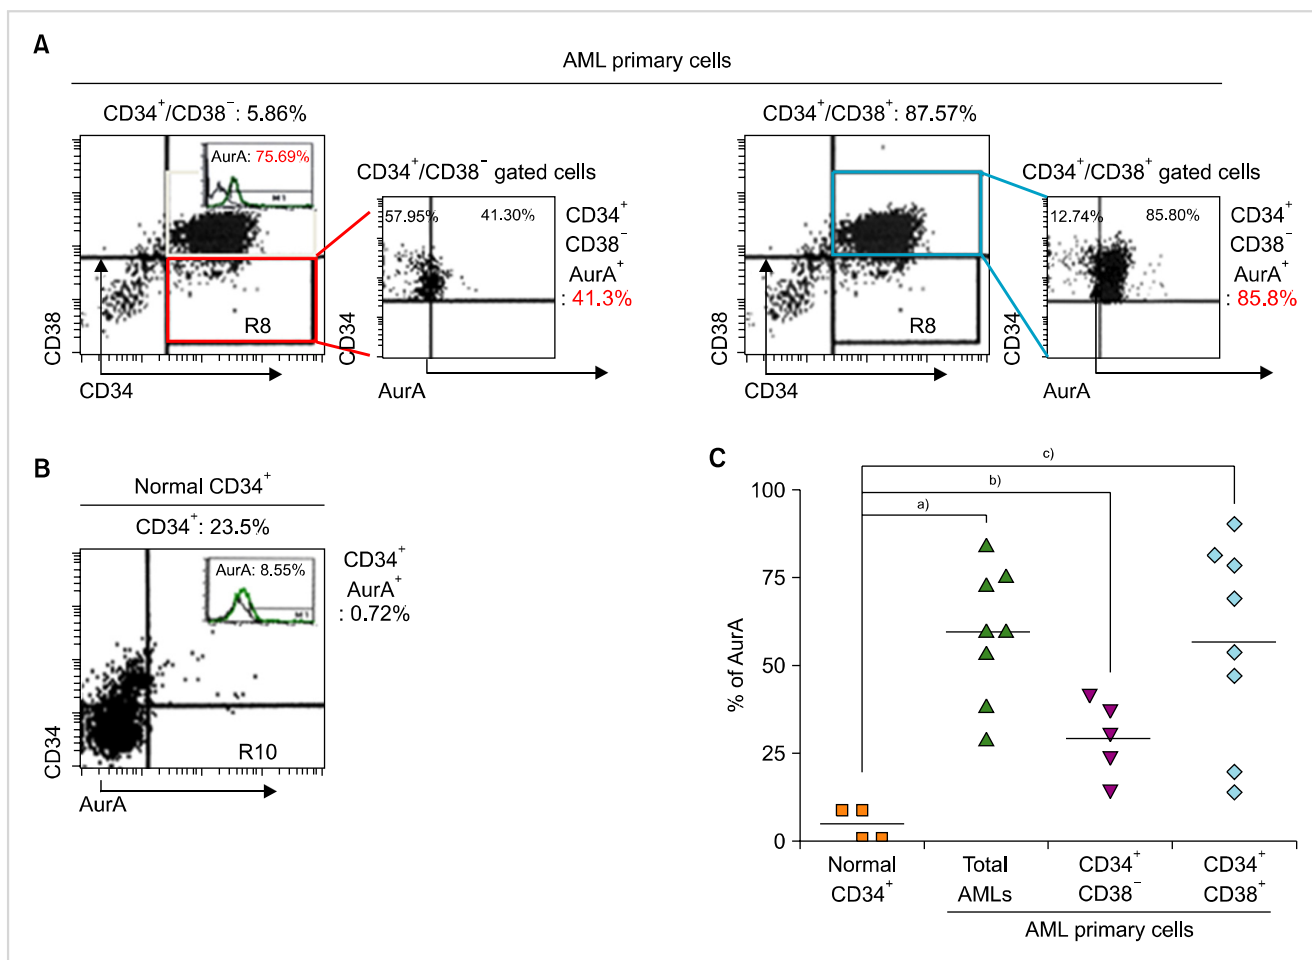 A
AML primary cells
CD34⁺/CD38⁻: 5.86%
AurA: 75.69%
M1
R8
CD38
CD34
CD34⁺/CD38⁻ gated cells
57.95% 41.30%
CD34⁺
CD38⁻
AurA⁺
: 41.3%
CD34
AurA
CD34⁺/CD38⁺: 87.57%
R8
CD38
CD34
CD34⁺/CD38⁺ gated cells
12.74% 85.80%
CD34⁺
CD38⁻
AurA⁺
: 85.8%
CD34
AurA
B
Normal CD34⁺
CD34⁺: 23.5%
AurA: 8.55%
M1
CD34⁺
AurA⁺
: 0.72%
R10
CD34
AurA
C
c)
b)
a)
100
75
50
25
0
% of AurA
Normal
CD34⁺
Total
AMLs
CD34⁺
CD38⁻
CD34⁺
CD38⁺
AML primary cells